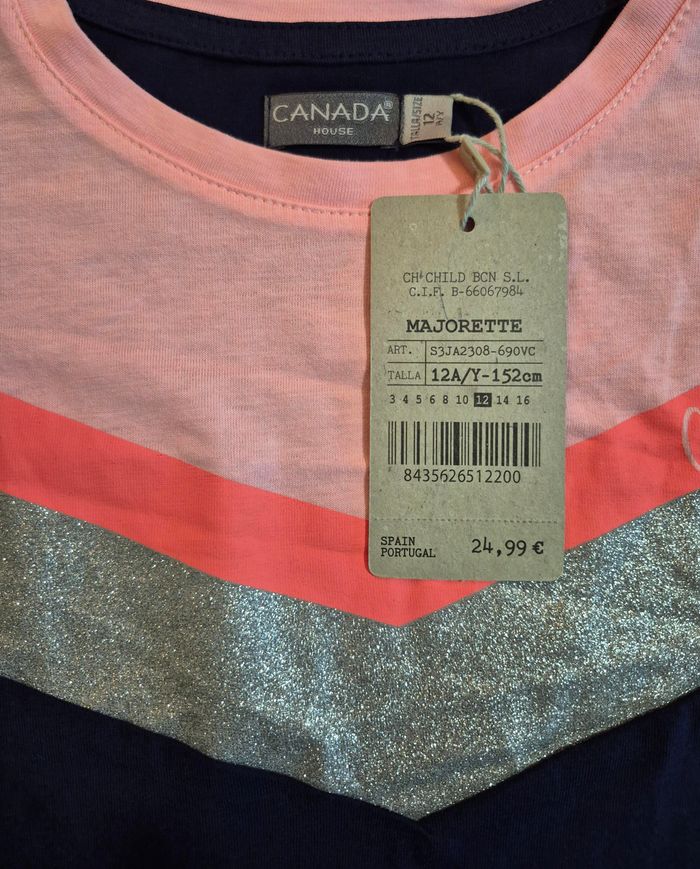 CANADA®
HOUSE
TALLA/SIZE
12
A/Y
CH CHILD BCN S.L.
C.I.F. B-66067984
MAJORETTE
ART. S3JA2308-690VC
TALLA 12A/Y-152cm
3 4 5 6 8 10 12 14 16
8435626512200
SPAIN
PORTUGAL
24,99 €